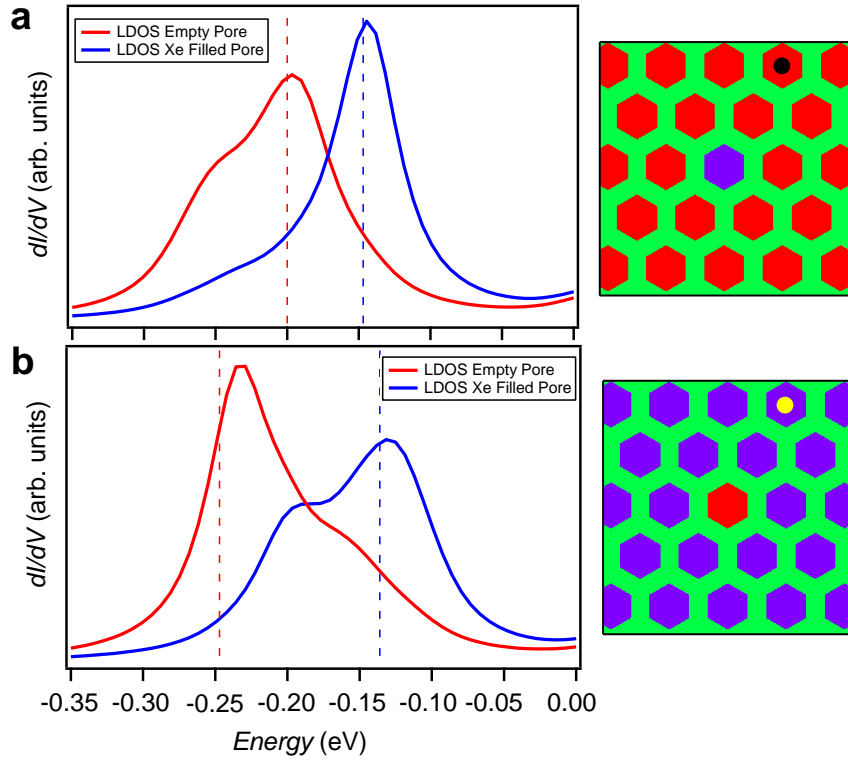 a
LDOS Empty Pore
LDOS Xe Filled Pore
dI/dV (arb. units)
b
LDOS Empty Pore
LDOS Xe Filled Pore
dI/dV (arb. units)
-0.35 -0.30 -0.25 -0.20 -0.15 -0.10 -0.05 0.00
Energy (eV)